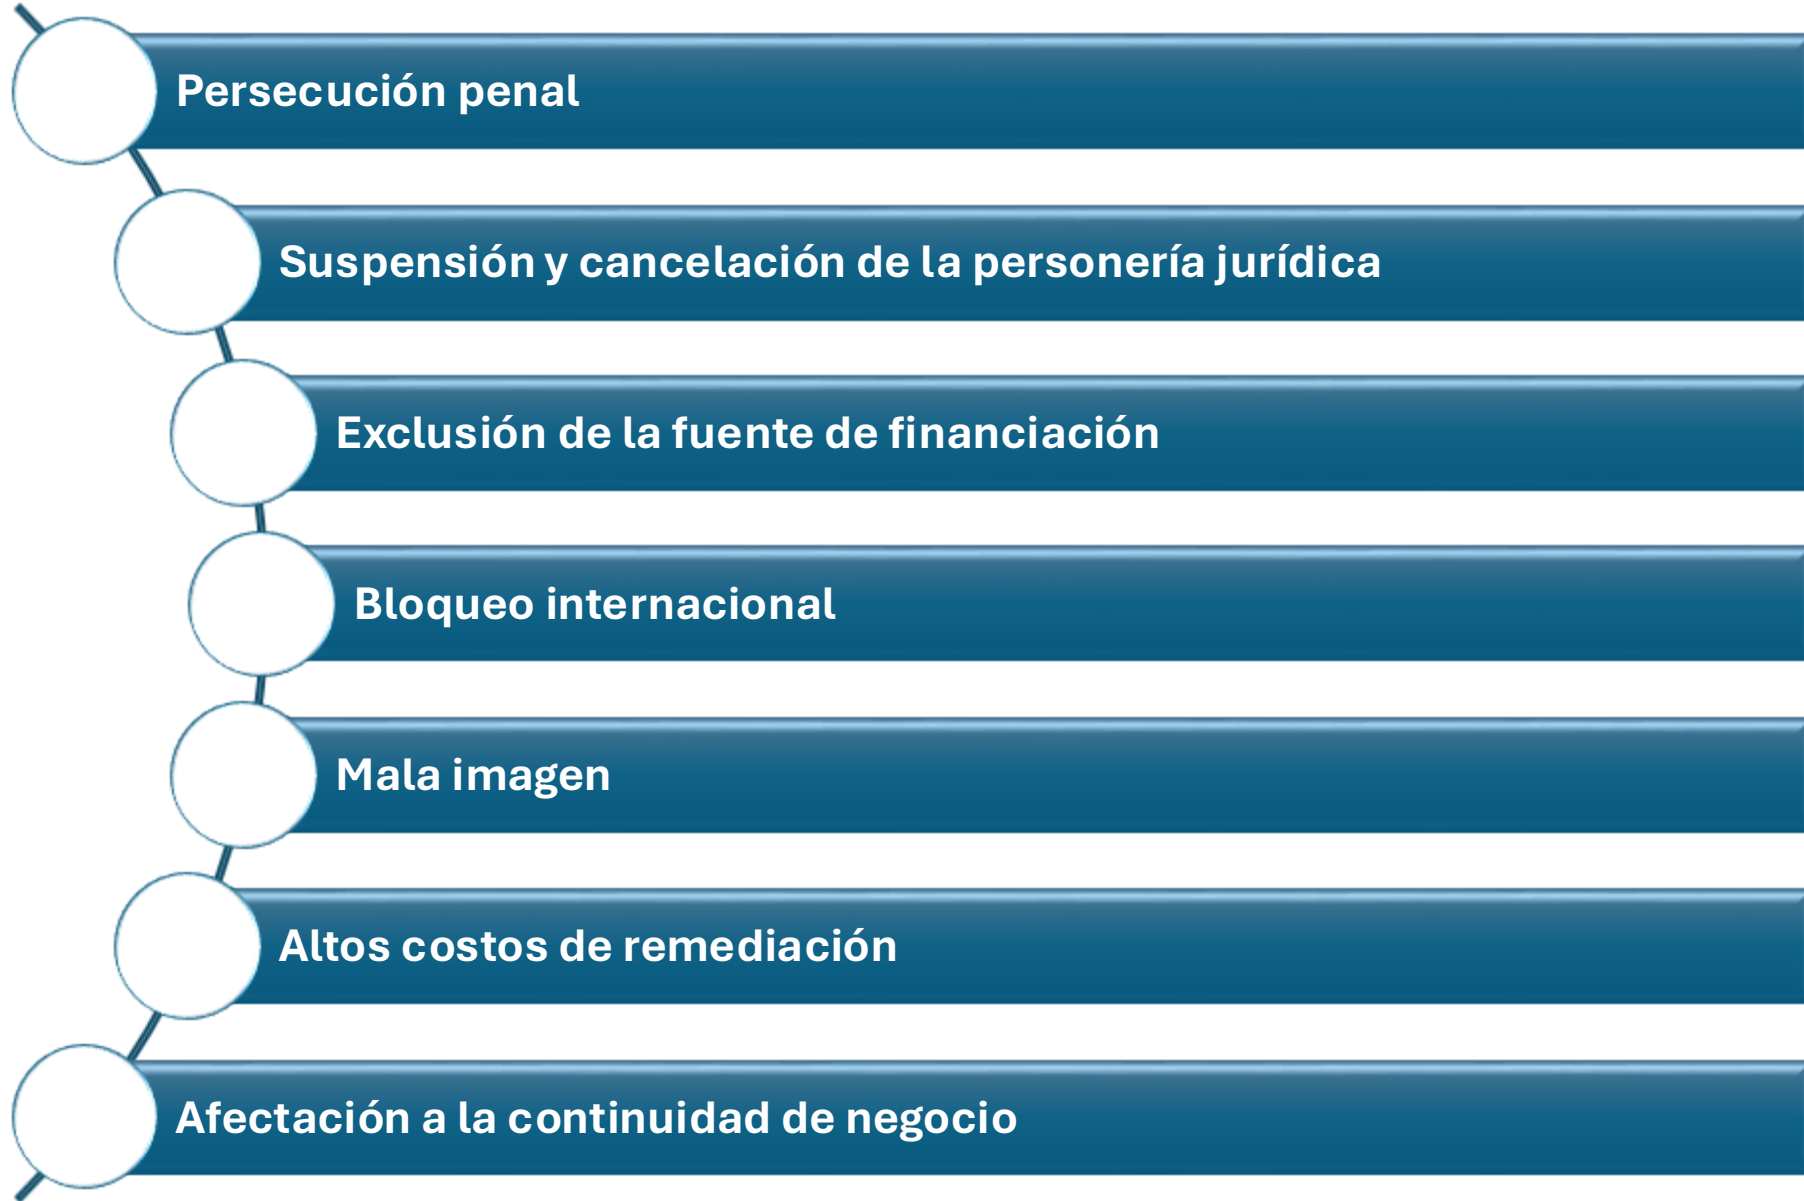 Persecución penal
Suspensión y cancelación de la personería jurídica
Exclusión de la fuente de financiación
Bloqueo internacional
Mala imagen
Altos costos de remediación
Afectación a la continuidad de negocio